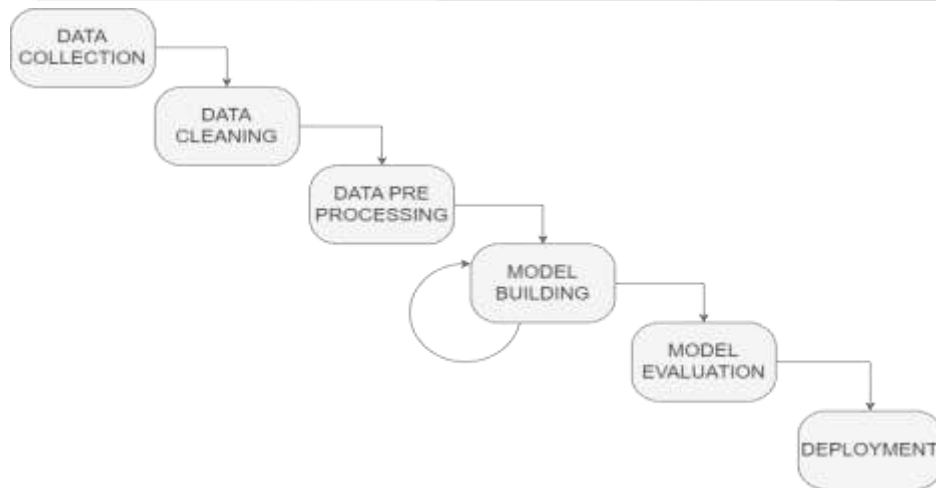 DATA
COLLECTION
DATA
CLEANING
DATA PRE
PROCESSING
MODEL
BUILDING
MODEL
EVALUATION
DEPLOYMENT